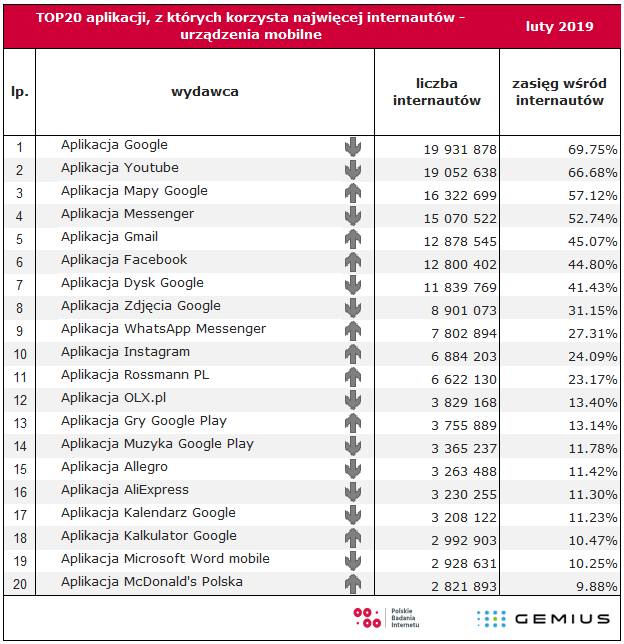 TOP20 aplikacji, z których korzysta najwięcej internautów -
urządzenia mobilne
luty 2019
lp.
wydawca
liczba
internautów
zasięg wśród
internautów
1 Aplikacja Google 19 931 878 69.75%
2 Aplikacja Youtube 19 052 638 66.68%
3 Aplikacja Mapy Google 16 322 699 57.12%
4 Aplikacja Messenger 15 070 522 52.74%
5 Aplikacja Gmail 12 878 545 45.07%
6 Aplikacja Facebook 12 800 402 44.80%
7 Aplikacja Dysk Google 11 839 769 41.43%
8 Aplikacja Zdjęcia Google 8 901 073 31.15%
9 Aplikacja WhatsApp Messenger 7 802 894 27.31%
10 Aplikacja Instagram 6 884 203 24.09%
11 Aplikacja Rossmann PL 6 622 130 23.17%
12 Aplikacja OLX.pl 3 829 168 13.40%
13 Aplikacja Gry Google Play 3 755 889 13.14%
14 Aplikacja Muzyka Google Play 3 365 237 11.78%
15 Aplikacja Allegro 3 263 488 11.42%
16 Aplikacja AliExpress 3 230 255 11.30%
17 Aplikacja Kalendarz Google 3 208 122 11.23%
18 Aplikacja Kalkulator Google 2 992 903 10.47%
19 Aplikacja Microsoft Word mobile 2 928 631 10.25%
20 Aplikacja McDonald's Polska 2 821 893 9.88%
Polskie
Badania
Internetu
GEMIUS